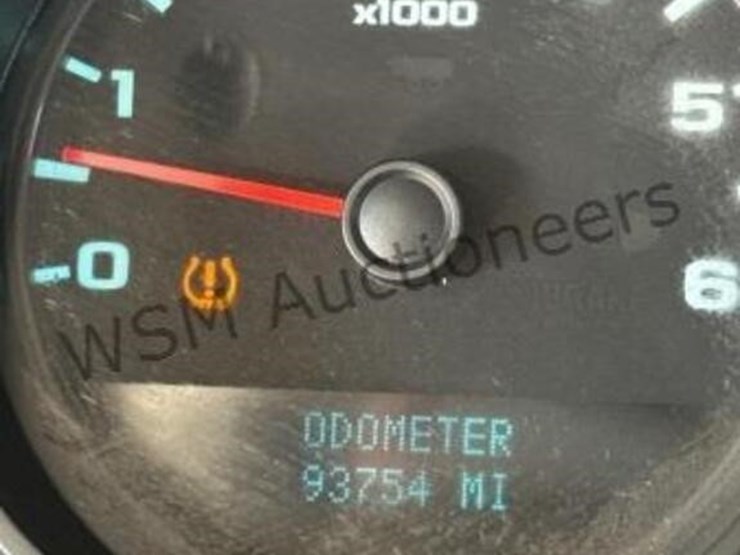 x1000
1
5
0
6
WSM Auctioneers
ODOMETER
93754 MI